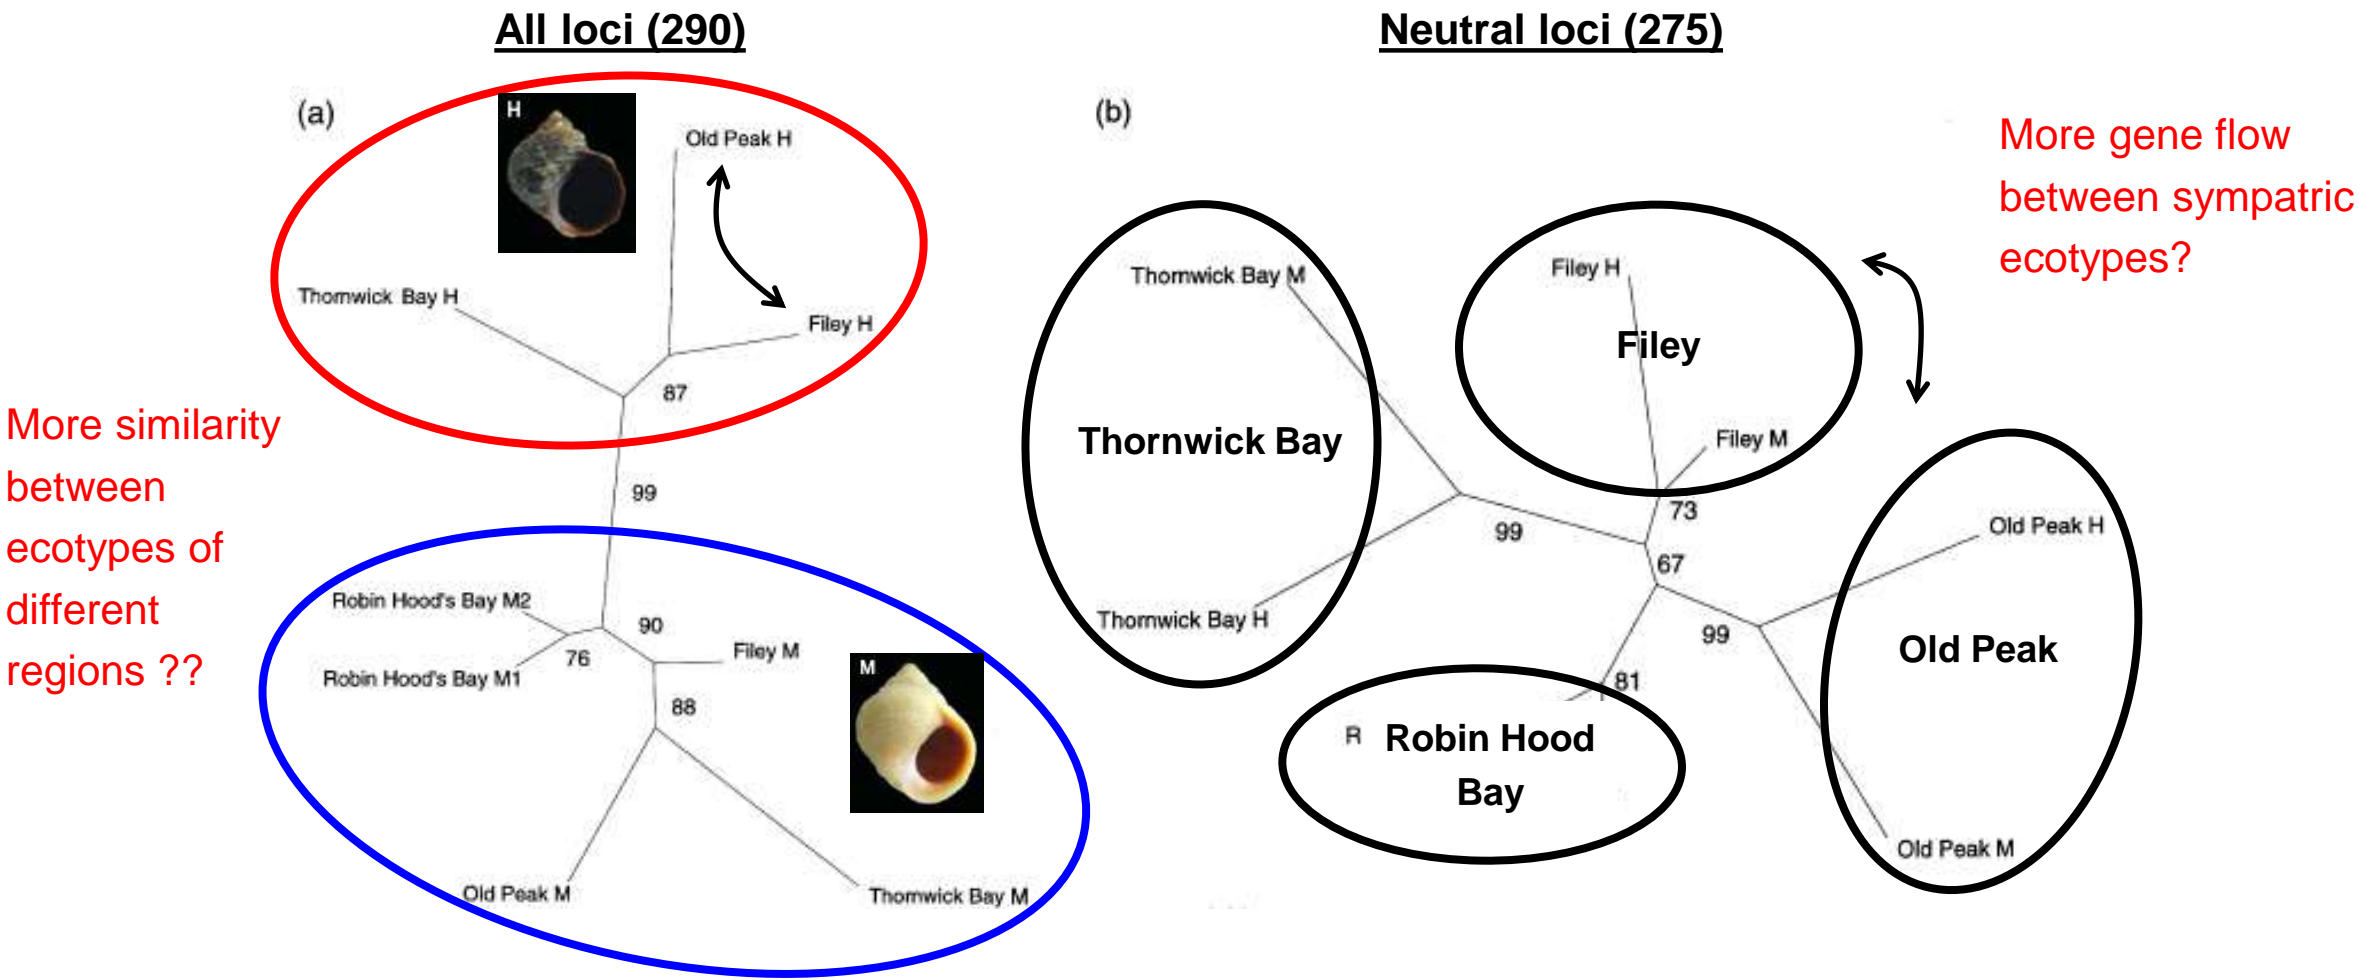 All loci (290)
Neutral loci (275)
(a)
H
Old Peak H
Thornwick Bay H
Filey H
87
More similarity
between
ecotypes of
different
regions ??
99
Robin Hood's Bay M2
90
76
Filey M
Robin Hood's Bay M1
M
88
Old Peak M
Thornwick Bay M
(b)
More gene flow
between sympatric
ecotypes?
Thornwick Bay M
Filey H
Filey
Thornwick Bay
Filey M
73
99
Old Peak H
67
Thornwick Bay H
99
Old Peak
81
R
Robin Hood
Bay
Old Peak M